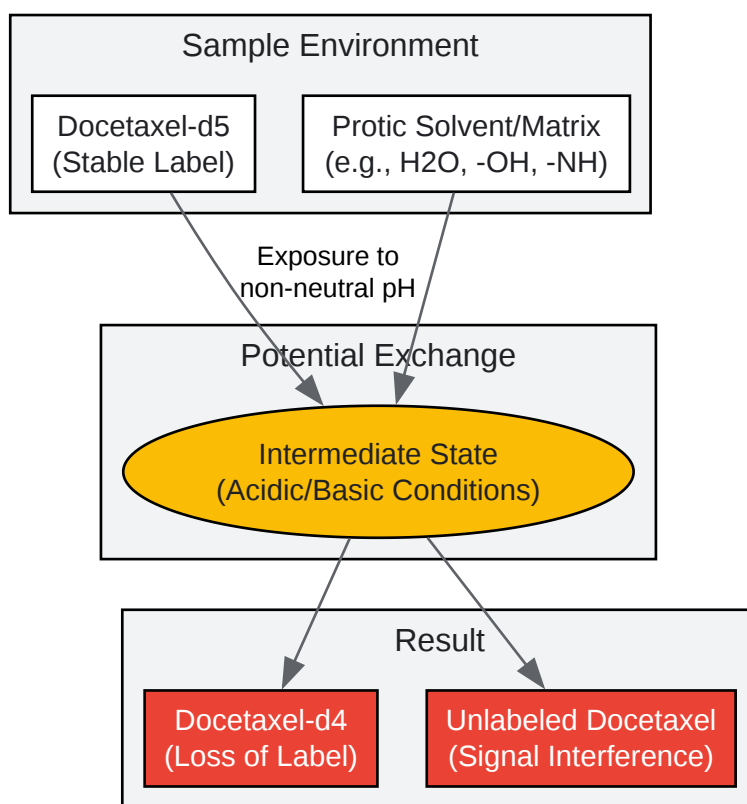 Sample Environment
Docetaxel-d5
(Stable Label)
Protic Solvent/Matrix
(e.g., H2O, -OH, -NH)
Exposure to
non-neutral pH
Potential Exchange
Intermediate State
(Acidic/Basic Conditions)
Result
Docetaxel-d4
(Loss of Label)
Unlabeled Docetaxel
(Signal Interference)